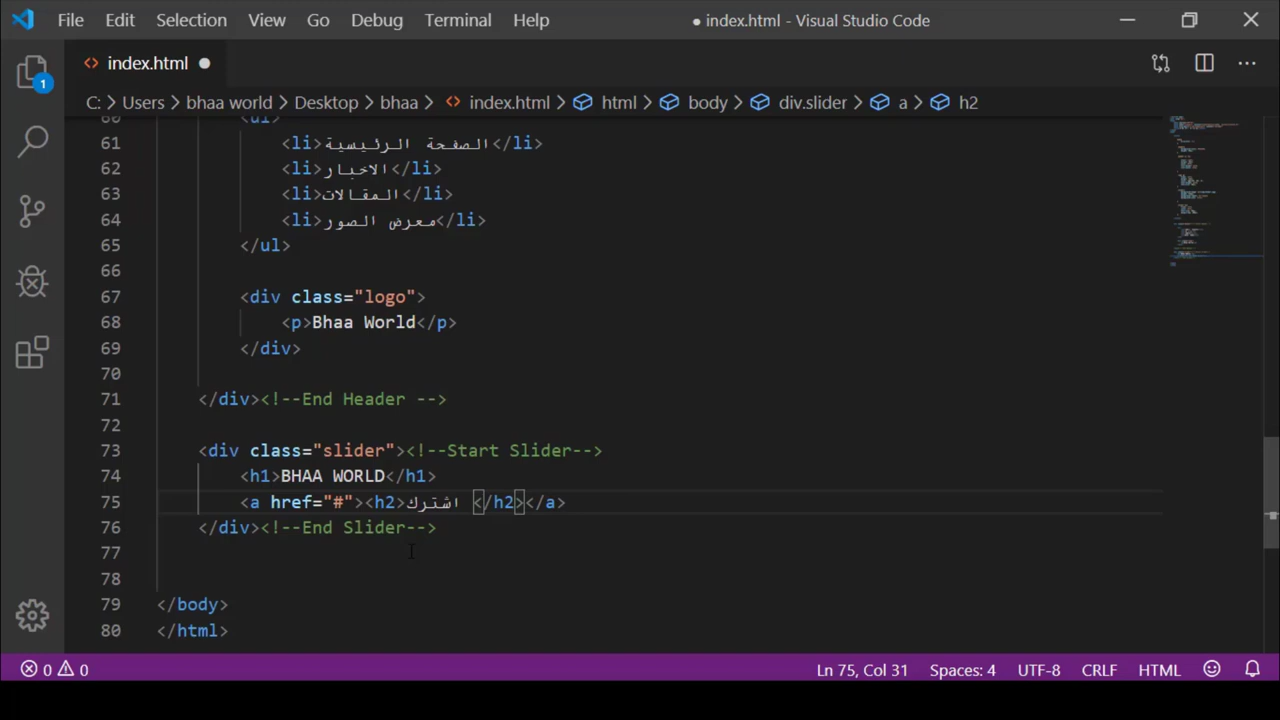 File Edit Selection View Go Debug Terminal Help ● index.html - Visual Studio Code
index.html
1
C: Users bhaa world Desktop bhaa index.html html body div.slider a h2
60 <ul>
61 <li>الصفحة الرئيسية</li>
62 <li>الاخبار</li>
63 <li>المقالات</li>
64 <li>معرض الصور</li>
65 </ul>
66
67 <div class="logo">
68 <p>Bhaa World</p>
69 </div>
70
71 </div><!--End Header -->
72
73 <div class="slider"><!--Start Slider-->
74 <h1>BHAA WORLD</h1>
75 <a href="#"><h2>اشترك </h2></a>
76 </div><!--End Slider-->
77
78
79 </body>
80 </html>
0 0 Ln 75, Col 31 Spaces: 4 UTF-8 CRLF HTML